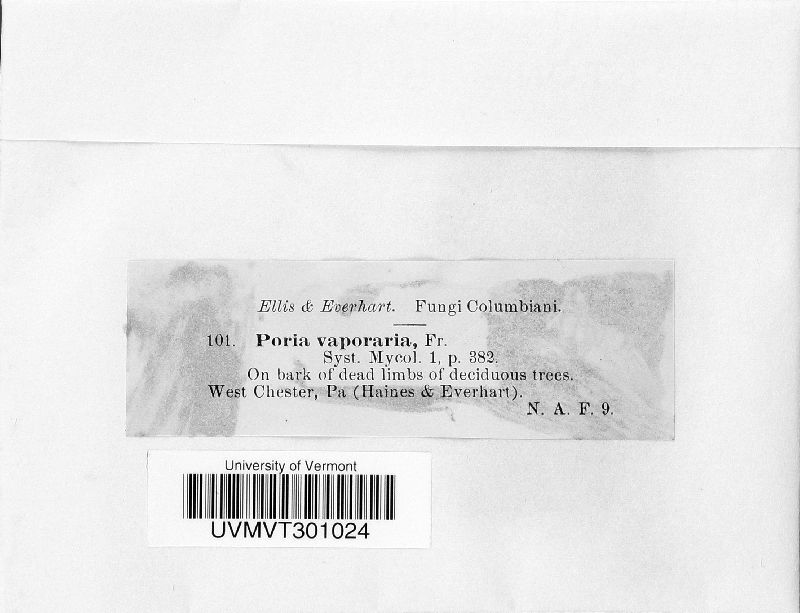 Ellis & Everhart. Fungi Columbiani.
101. Poria vaporaria, Fr.
Syst. Mycol. 1, p. 382.
On bark of dead limbs of deciduous trees.
West Chester, Pa (Haines & Everhart).
N. A. F. 9.
University of Vermont
UVMVT301024